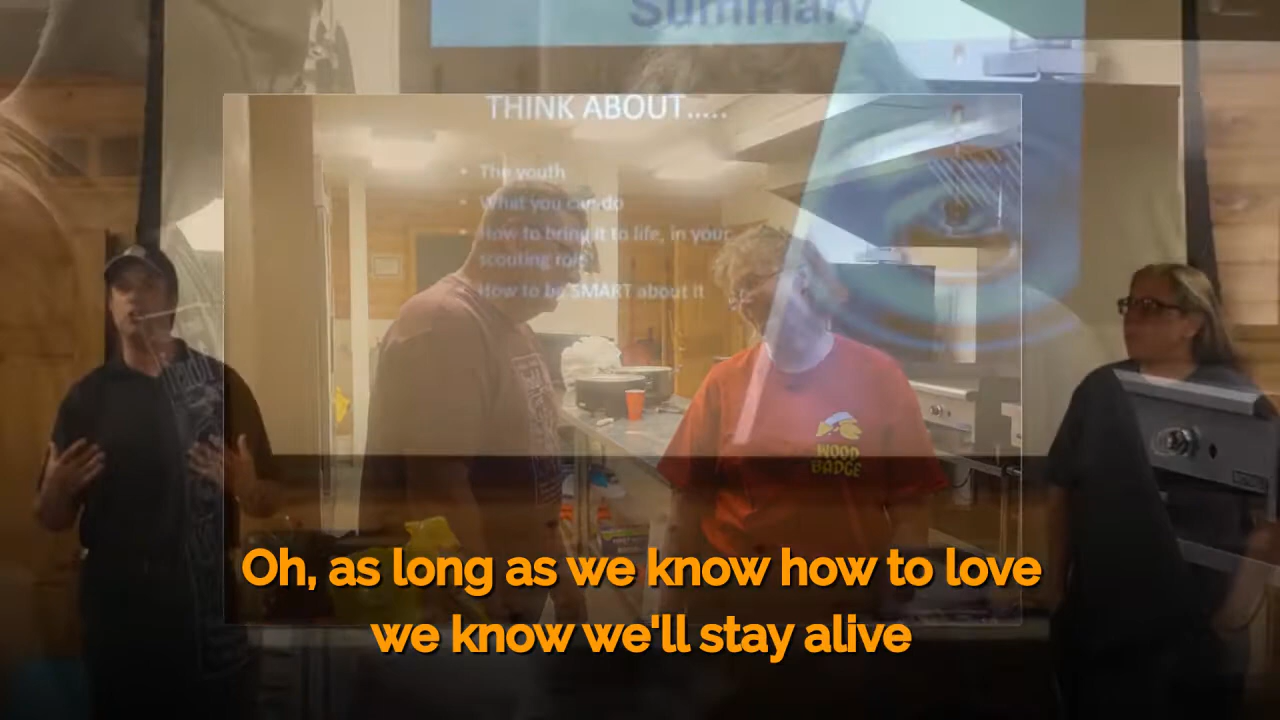 Summary
THINK ABOUT.....
• The youth
• What you can do
• How to bring it to life, in your
scouting role
• How to be SMART about it
WOOD
BADGE
Oh, as long as we know how to love
we know we'll stay alive